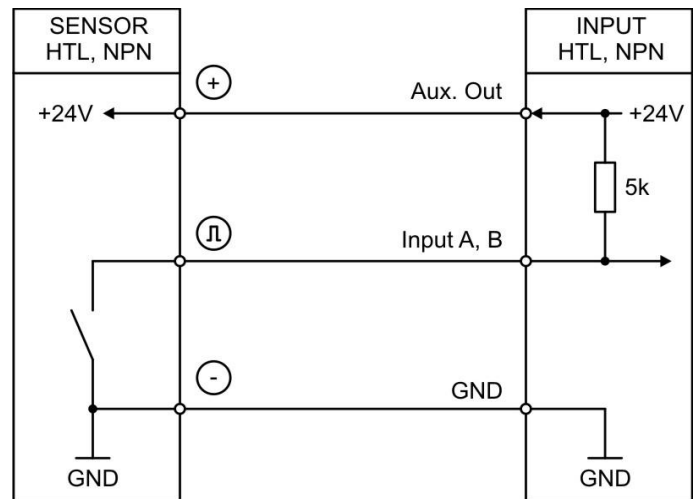 SENSOR
HTL, NPN
INPUT
HTL, NPN
+
Aux. Out
+24V
+24V
5k
Input A, B
-
GND
GND
GND